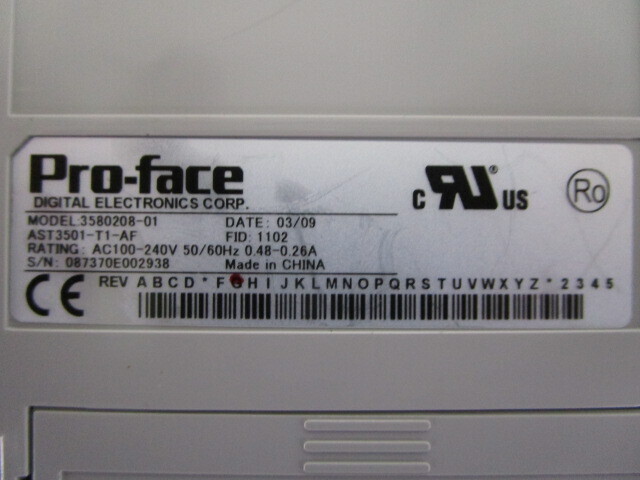 Pro-face
DIGITAL ELECTRONICS CORP.
MODEL:3580208-01 DATE: 03/09
AST3501-T1-AF FID: 1102
RATING: AC100-240V 50/60Hz 0.48-0.26A
S/N: 087370E002938 Made in CHINA
C RU US
Ro
CE REV A B C D * F H I J K L M N O P Q R S T U V W X Y Z * 2 3 4 5